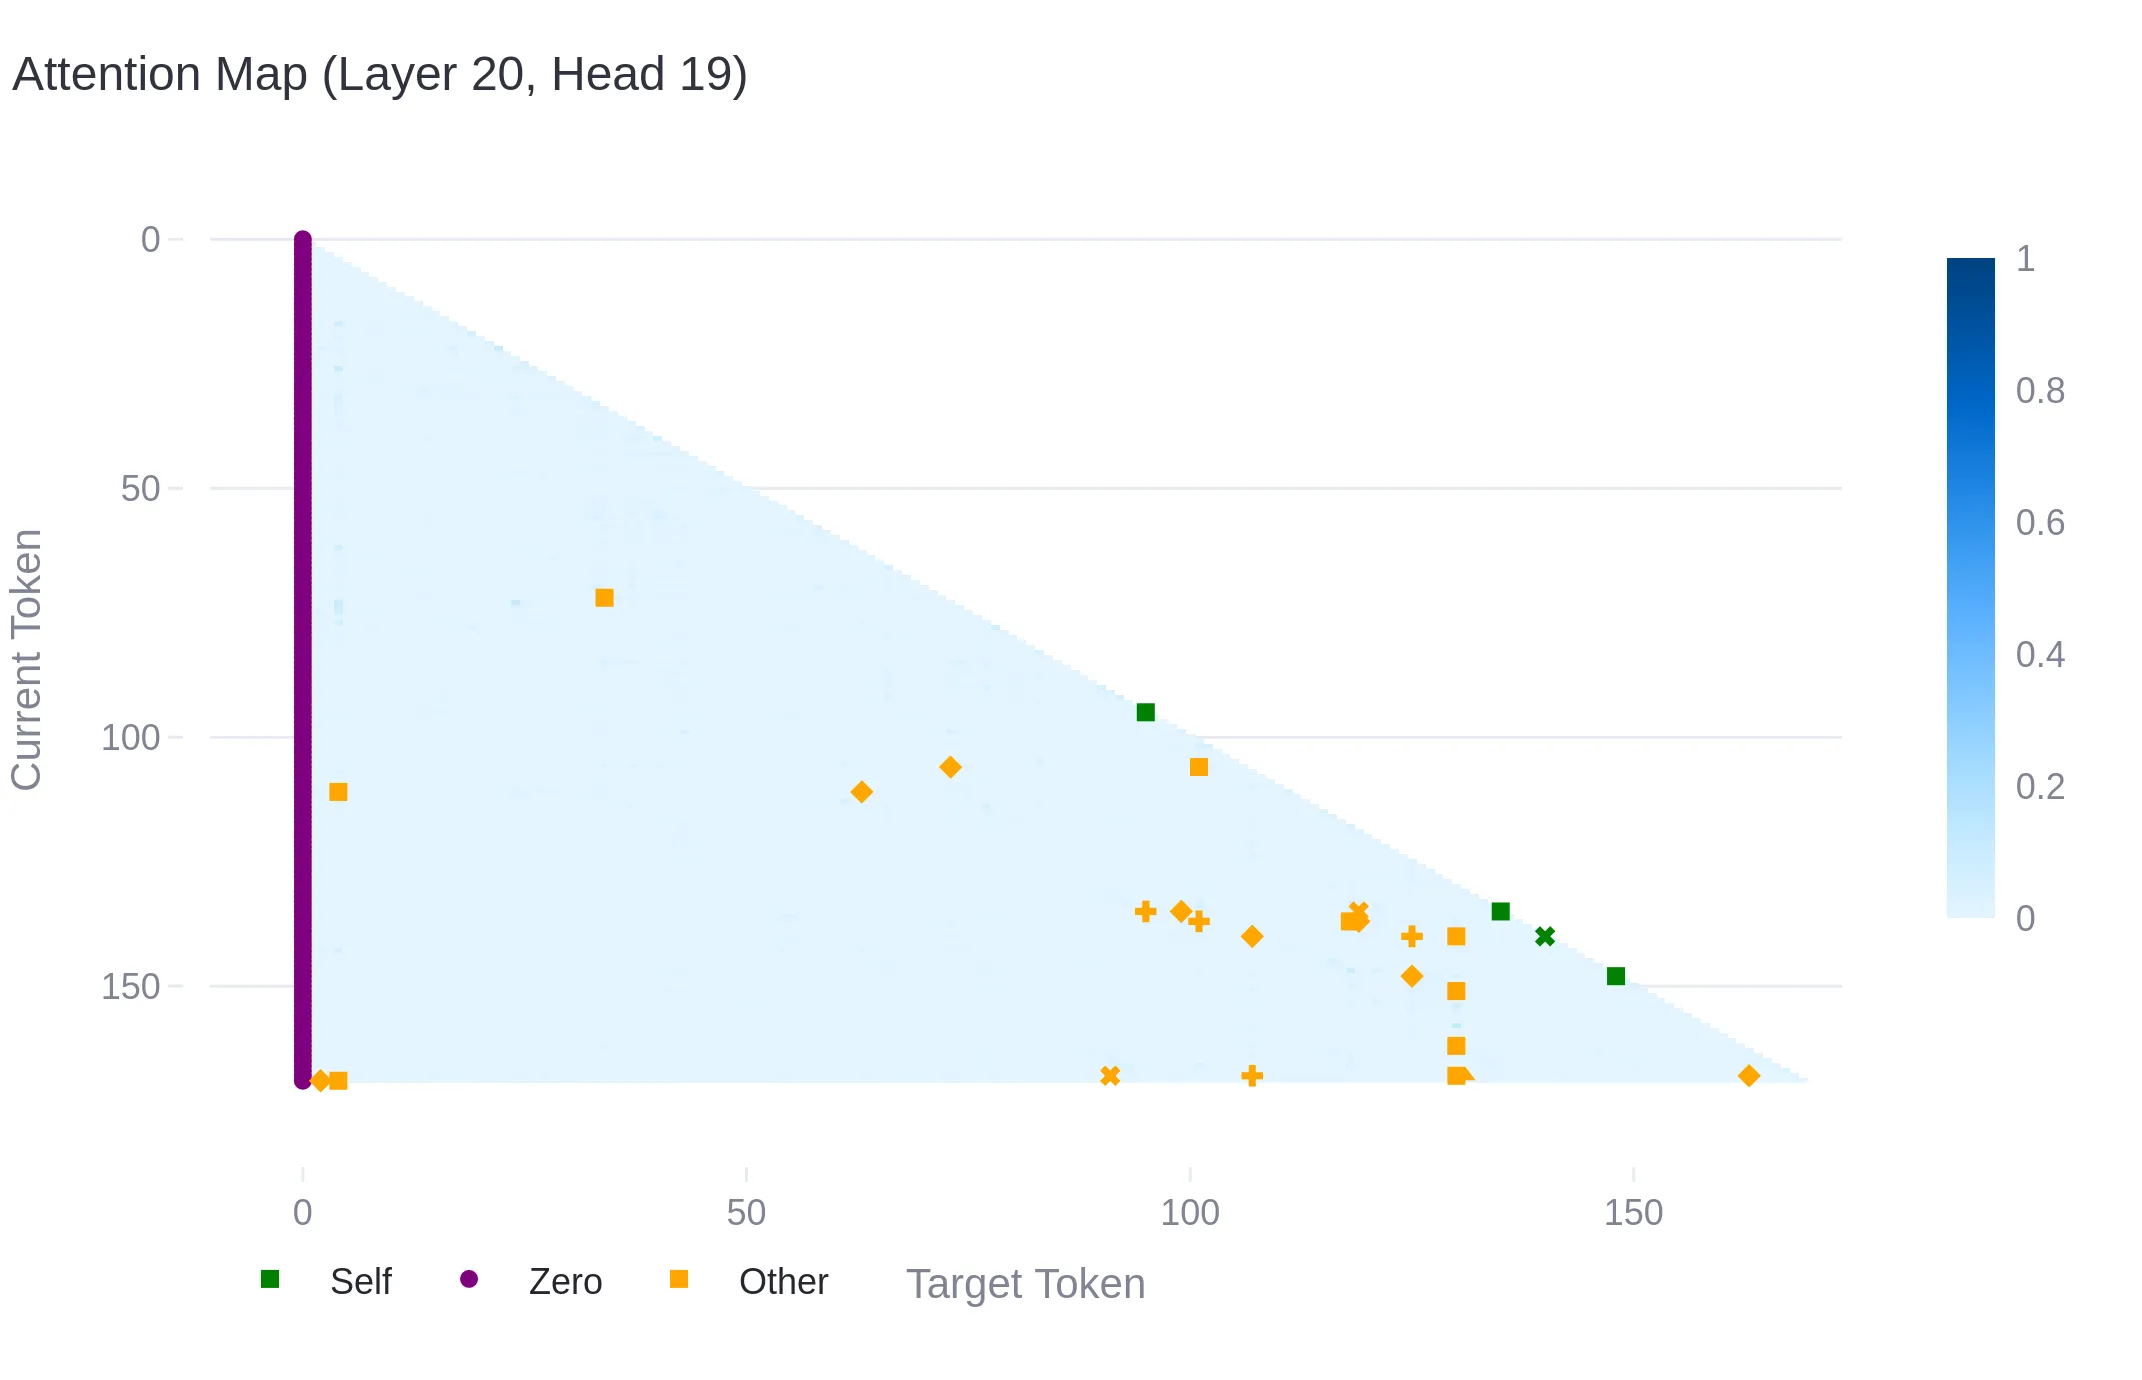 Attention Map (Layer 20, Head 19)
Current Token
0
50
100
150
1
0.8
0.6
0.4
0.2
0
0 50 100 150
Self Zero Other Target Token